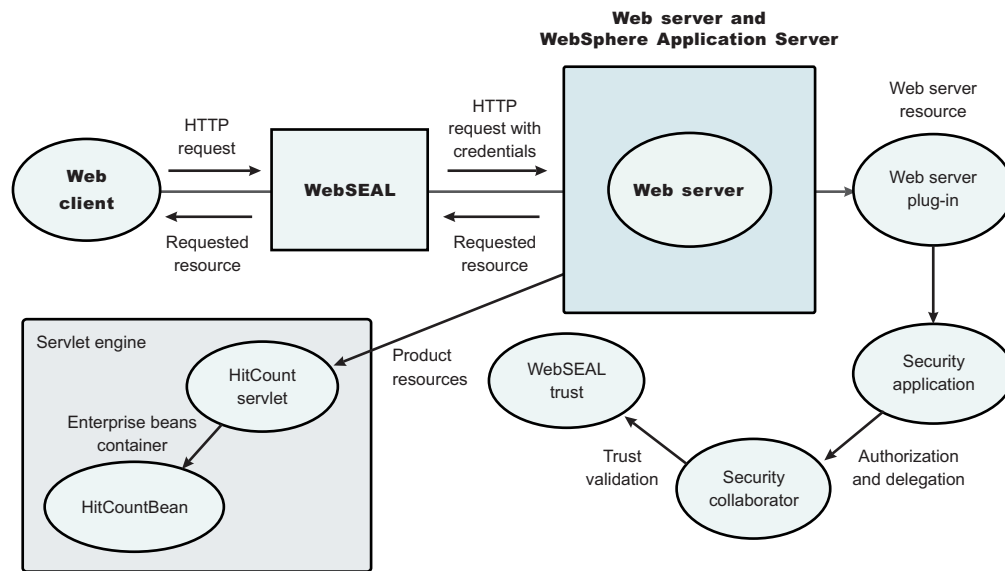 Web server and
WebSphere Application Server
Web server
resource
HTTP
request
HTTP
request with
credentials
Web
client
WebSEAL
Web server
Web server
plug-in
Requested
resource
Requested
resource
Servlet engine
HitCount
servlet
Product
resources
WebSEAL
trust
Security
application
Enterprise beans
container
HitCountBean
Trust
validation
Security
collaborator
Authorization
and delegation